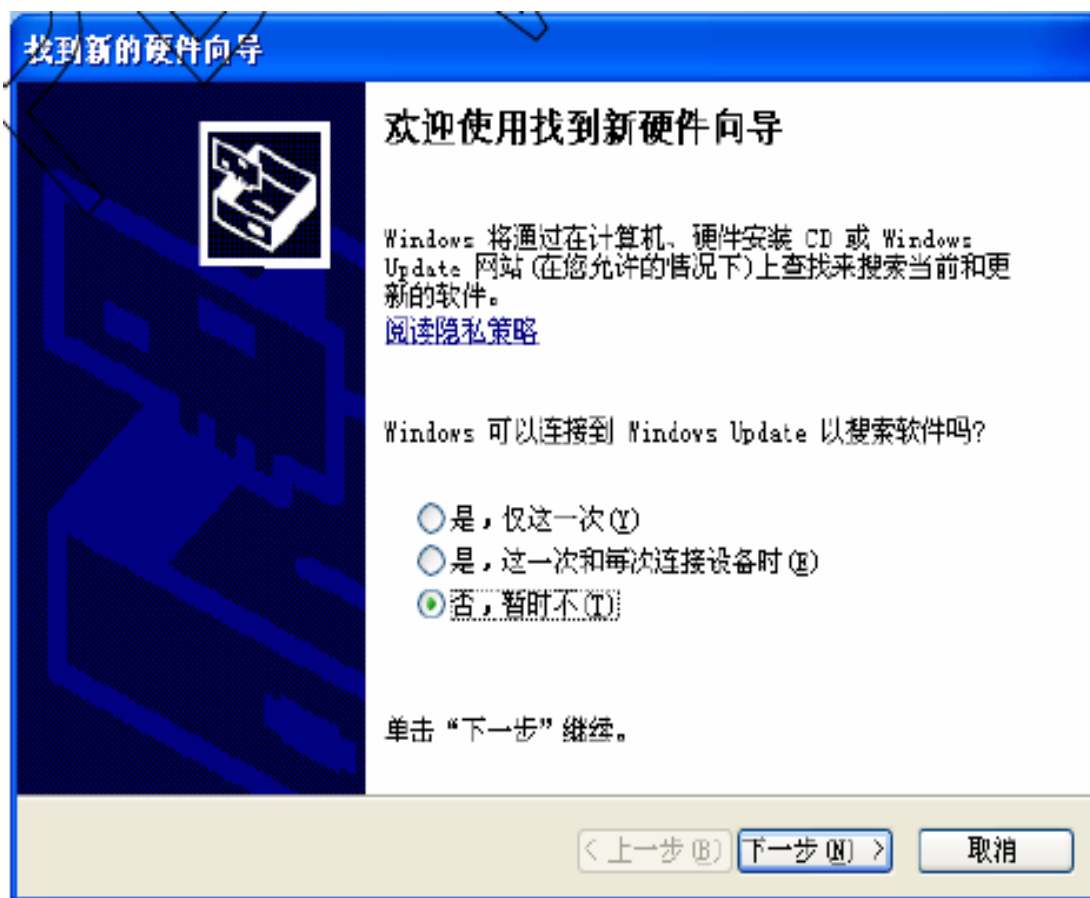 找到新的硬件向导
欢迎使用找到新硬件向导
Windows 将通过在计算机、硬件安装 CD 或 Windows
Update 网站(在您允许的情况下)上查找来搜索当前和更
新的软件。
阅读隐私策略
Windows 可以连接到 Windows Update 以搜索软件吗?
是，仅这一次(Y)
是，这一次和每次连接设备时(E)
否，暂时不(T)
单击“下一步”继续。
< 上一步(B) 下一步(N) > 取消